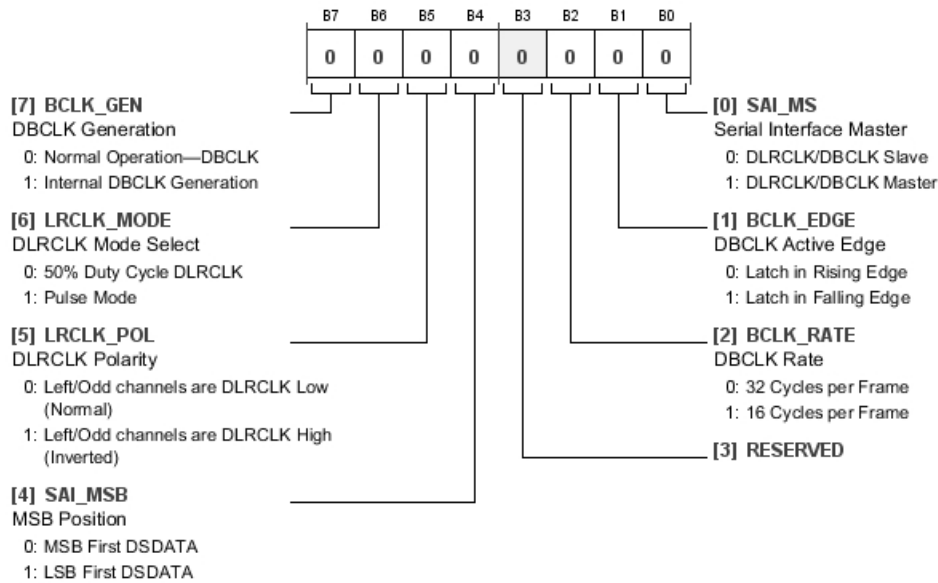 B7 B6 B5 B4 B3 B2 B1 B0
0 0 0 0 0 0 0 0
[7] BCLK_GEN
DBCLK Generation
0: Normal Operation—DBCLK
1: Internal DBCLK Generation
[6] LRCLK_MODE
DLRCLK Mode Select
0: 50% Duty Cycle DLRCLK
1: Pulse Mode
[5] LRCLK_POL
DLRCLK Polarity
0: Left/Odd channels are DLRCLK Low
(Normal)
1: Left/Odd channels are DLRCLK High
(Inverted)
[4] SAI_MSB
MSB Position
0: MSB First DSDATA
1: LSB First DSDATA
[0] SAI_MS
Serial Interface Master
0: DLRCLK/DBCLK Slave
1: DLRCLK/DBCLK Master
[1] BCLK_EDGE
DBCLK Active Edge
0: Latch in Rising Edge
1: Latch in Falling Edge
[2] BCLK_RATE
DBCLK Rate
0: 32 Cycles per Frame
1: 16 Cycles per Frame
[3] RESERVED